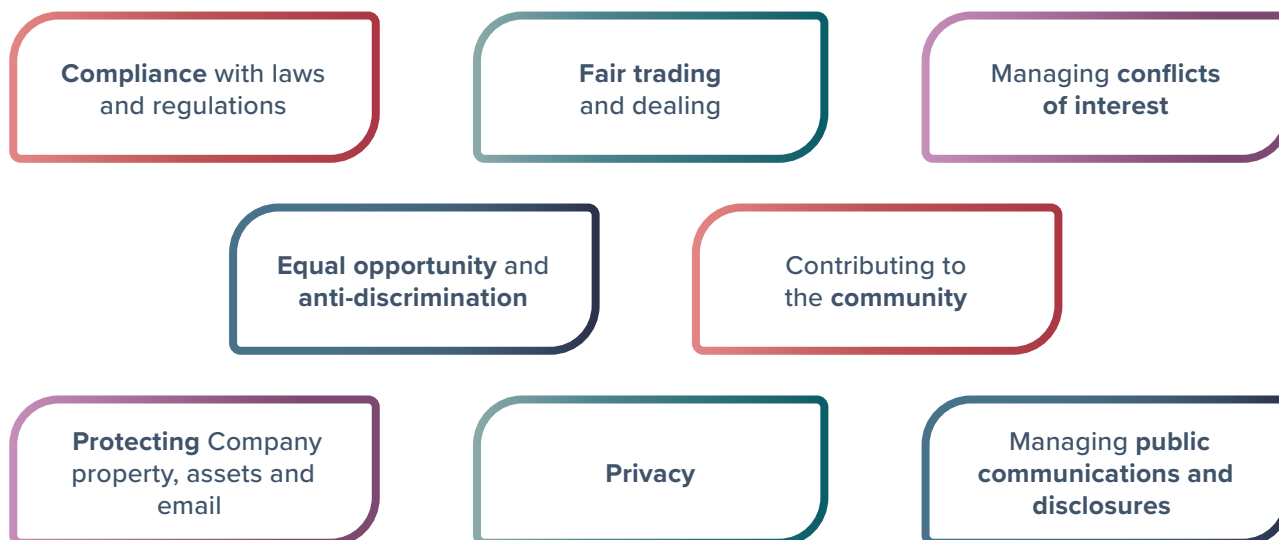 Compliance with laws
and regulations
Fair trading
and dealing
Managing conflicts
of interest
Equal opportunity and
anti-discrimination
Contributing to
the community
Protecting Company
property, assets and
email
Privacy
Managing public
communications and
disclosures